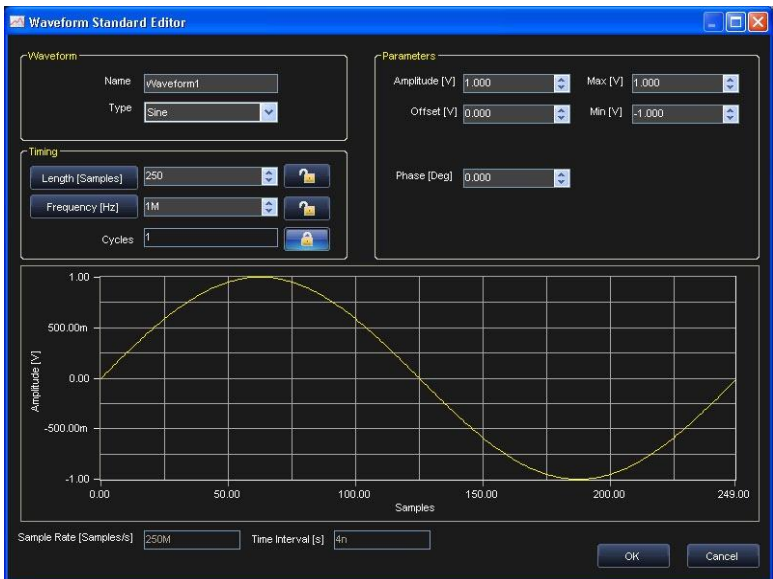 Waveform Standard Editor
Waveform
Name Waveform1
Type Sine
Timing
Length [Samples] 250
Frequency [Hz] 1M
Cycles 1
Parameters
Amplitude [V] 1.000 Max [V] 1.000
Offset [V] 0.000 Min [V] -1.000
Phase [Deg] 0.000
1.00
500.00m
0.00
-500.00m
-1.00
Amplitude [V]
0.00 50.00 100.00 150.00 200.00 249.00
Samples
Sample Rate [Samples/s] 250M Time Interval [s] 4n
OK Cancel